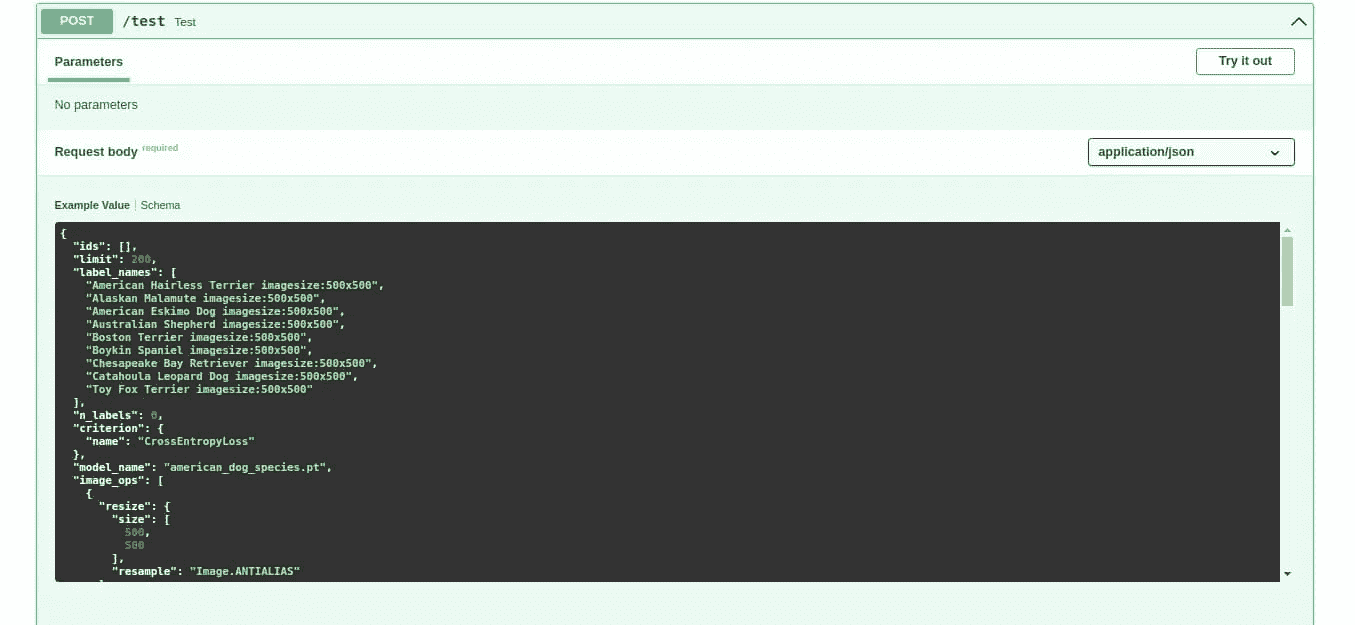 POST /test Test
Parameters
Try it out
No parameters
Request body required
application/json
Example Value | Schema
{
  "ids": [],
  "limit": 200,
  "label_names": [
    "American Hairless Terrier imagesize:500x500",
    "Alaskan Malamute imagesize:500x500",
    "American Eskimo Dog imagesize:500x500",
    "Australian Shepherd imagesize:500x500",
    "Boston Terrier imagesize:500x500",
    "Boykin Spaniel imagesize:500x500",
    "Chesapeake Bay Retriever imagesize:500x500",
    "Catahoula Leopard Dog imagesize:500x500",
    "Toy Fox Terrier imagesize:500x500"
  ],
  "n_labels": 0,
  "criterion": {
    "name": "CrossEntropyLoss"
  },
  "model_name": "american_dog_species.pt",
  "image_ops": [
    {
      "resize": {
        "size": [
          500,
          500
        ],
        "resample": "Image.ANTIALIAS"